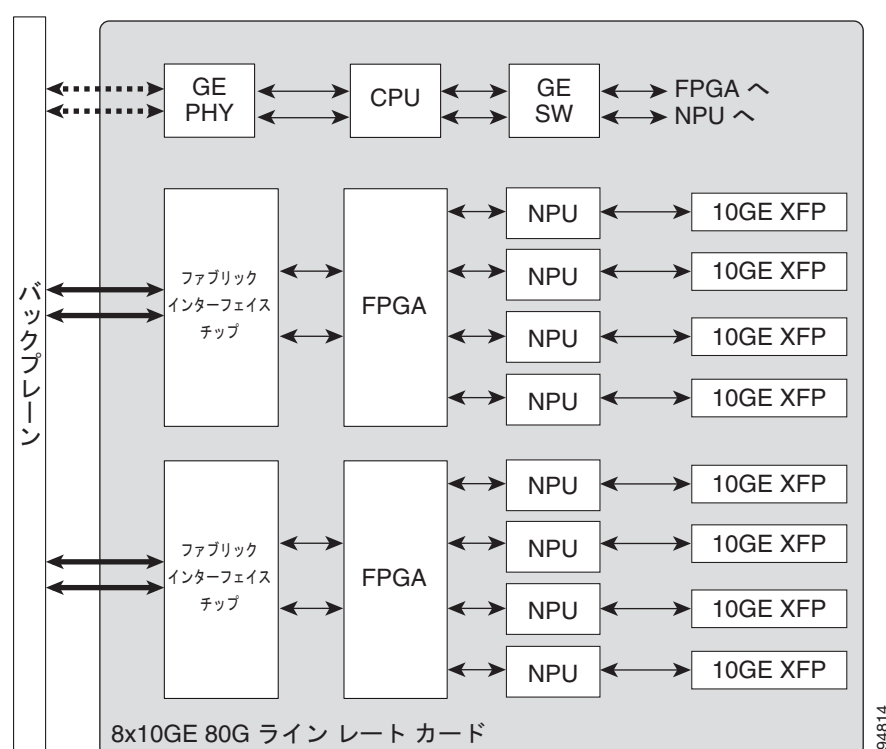 GE
PHY
CPU
GE
SW
FPGA へ
NPU へ
バックプレーン
ファブリック
インターフェイス
チップ
FPGA
NPU
10GE XFP
NPU
10GE XFP
NPU
10GE XFP
NPU
10GE XFP
ファブリック
インターフェイス
チップ
FPGA
NPU
10GE XFP
NPU
10GE XFP
NPU
10GE XFP
NPU
10GE XFP
8x10GE 80G ライン レート カード